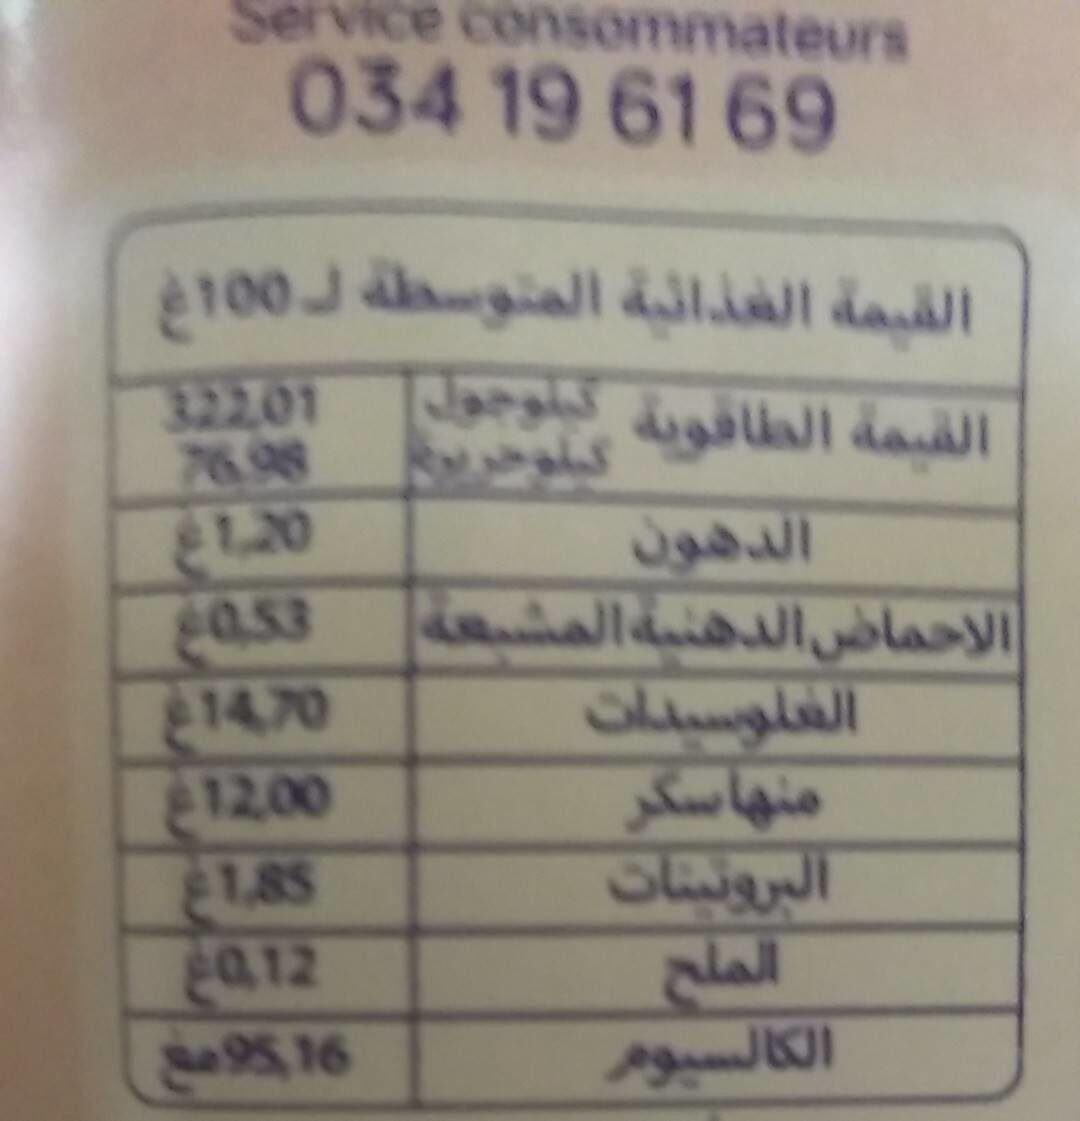 Service consommateurs
034 19 61 69
القيمة الغذائية المتوسطة لـ 100غ
القيمة الطاقوية كيلوجول 322,01
كيلوحريرة 76,98
الدهون 1,20غ
الاحماض الدهنية المشبعة 0,53غ
الغلوسيدات 14,70غ
منها سكر 12,00غ
البروتينات 1,85غ
الملح 0,12غ
الكالسيوم 95,16مغ